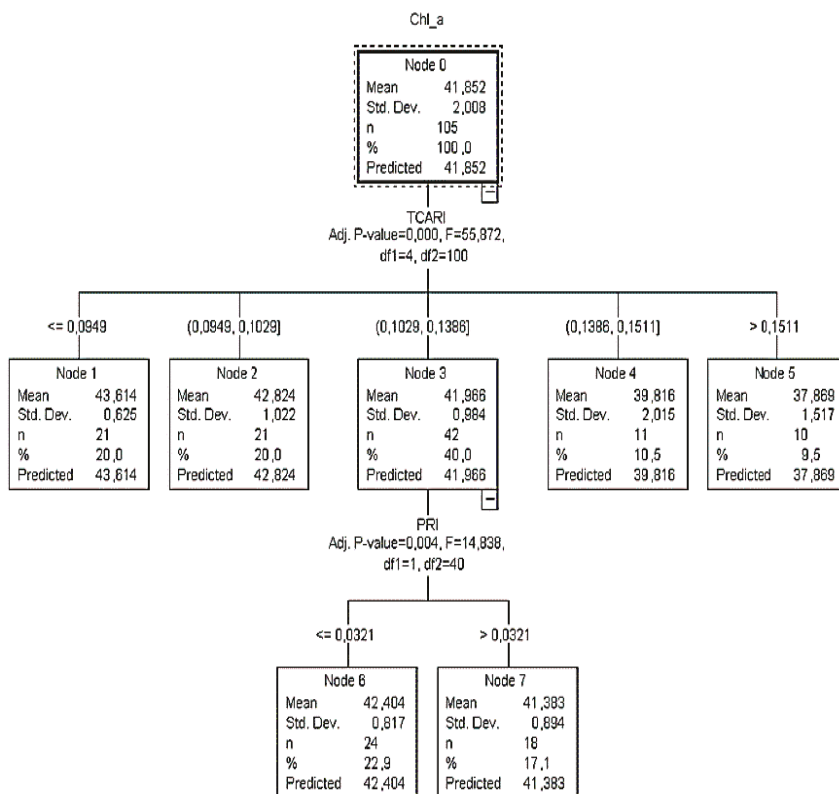 Chl_a
Node 0
Mean 41,852
Std. Dev. 2,008
n 105
% 100,0
Predicted 41,852
TCARI
Adj. P-value=0,000, F=55,872,
df1=4, df2=100
<= 0,0949
(0,0949, 0,1029]
(0,1029, 0,1386]
(0,1386, 0,1511]
> 0,1511
Node 1
Mean 43,614
Std. Dev. 0,625
n 21
% 20,0
Predicted 43,614
Node 2
Mean 42,824
Std. Dev. 1,022
n 21
% 20,0
Predicted 42,824
Node 3
Mean 41,966
Std. Dev. 0,984
n 42
% 40,0
Predicted 41,966
Node 4
Mean 39,816
Std. Dev. 2,015
n 11
% 10,5
Predicted 39,816
Node 5
Mean 37,869
Std. Dev. 1,517
n 10
% 9,5
Predicted 37,869
PRI
Adj. P-value=0,004, F=14,838,
df1=1, df2=40
<= 0,0321
> 0,0321
Node 6
Mean 42,404
Std. Dev. 0,817
n 24
% 22,9
Predicted 42,404
Node 7
Mean 41,383
Std. Dev. 0,894
n 18
% 17,1
Predicted 41,383